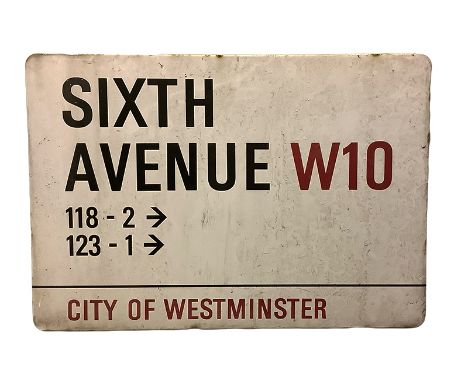 SIXTH
AVENUE W10
118 - 2 →
123 - 1 →
CITY OF WESTMINSTER